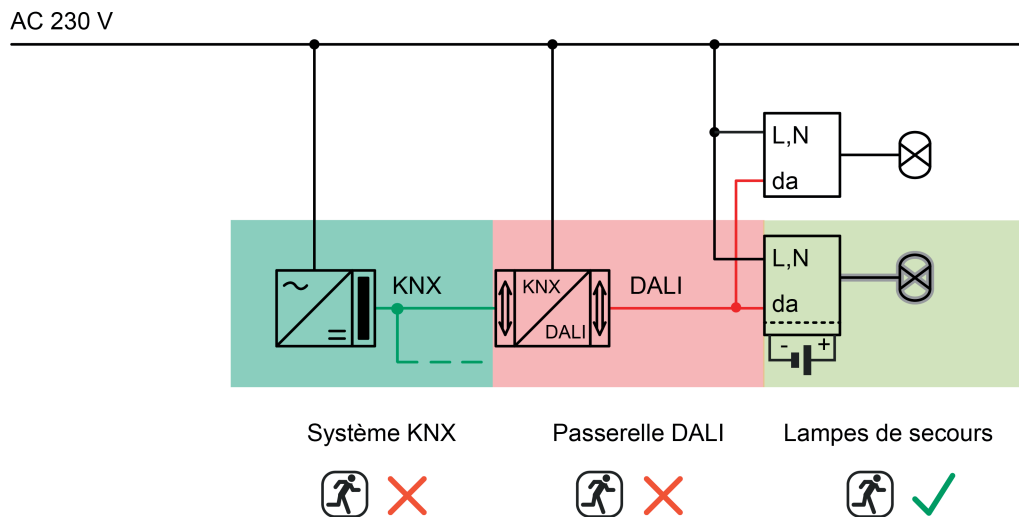 AC 230 V
L,N
da
L,N
da
KNX
KNX
DALI
DALI
- +
Système KNX
Passerelle DALI
Lampes de secours